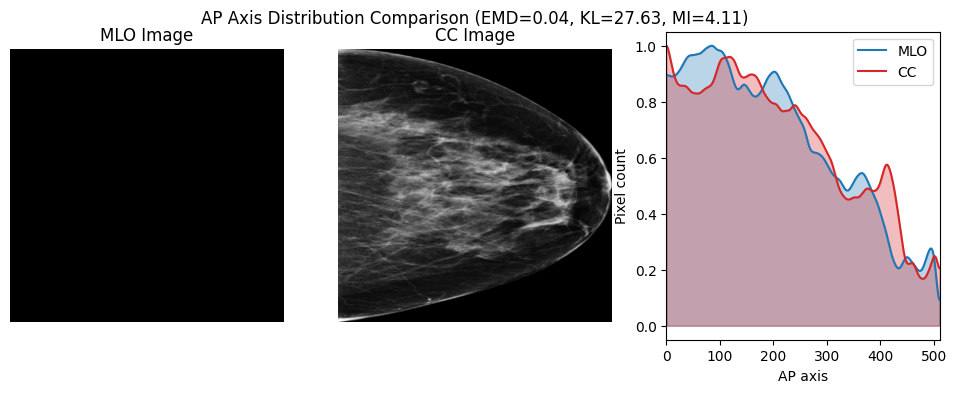 AP Axis Distribution Comparison (EMD=0.04, KL=27.63, MI=4.11)
MLO Image
CC Image
MLO
CC
Pixel count
1.0
0.8
0.6
0.4
0.2
0.0
0 100 200 300 400 500
AP axis